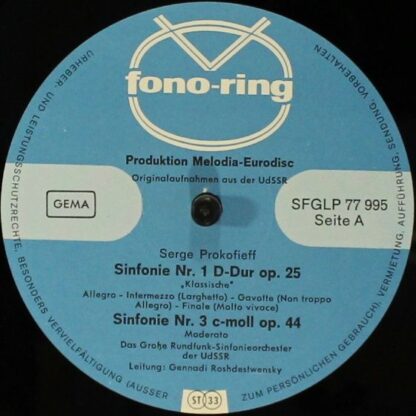 fono-ring
Produktion Melodia-Eurodisc
Originalaufnahmen aus der UdSSR
GEMA
SFGLP 77 995
Seite A
Serge Prokofieff
Sinfonie Nr. 1 D-Dur op. 25
„Klassische"
Allegro - Intermezzo (Larghetto) - Gavotte (Non troppo
Allegro) - Finale (Molto vivace)
Sinfonie Nr. 3 c-moll op. 44
Moderato
Das Große Rundfunk-Sinfonieorchester
der UdSSR
Leitung: Gennadi Roshdestwensky
ST 33
URHEBER- UND LEISTUNGSSCHUTZRECHTE, BESONDERS VERVIELFÄLTIGUNG (AUSSER ZUM PERSÖNLICHEN GEBRAUCH), VERMIETUNG, AUFFÜHRUNG, SENDUNG, VORBEHALTEN